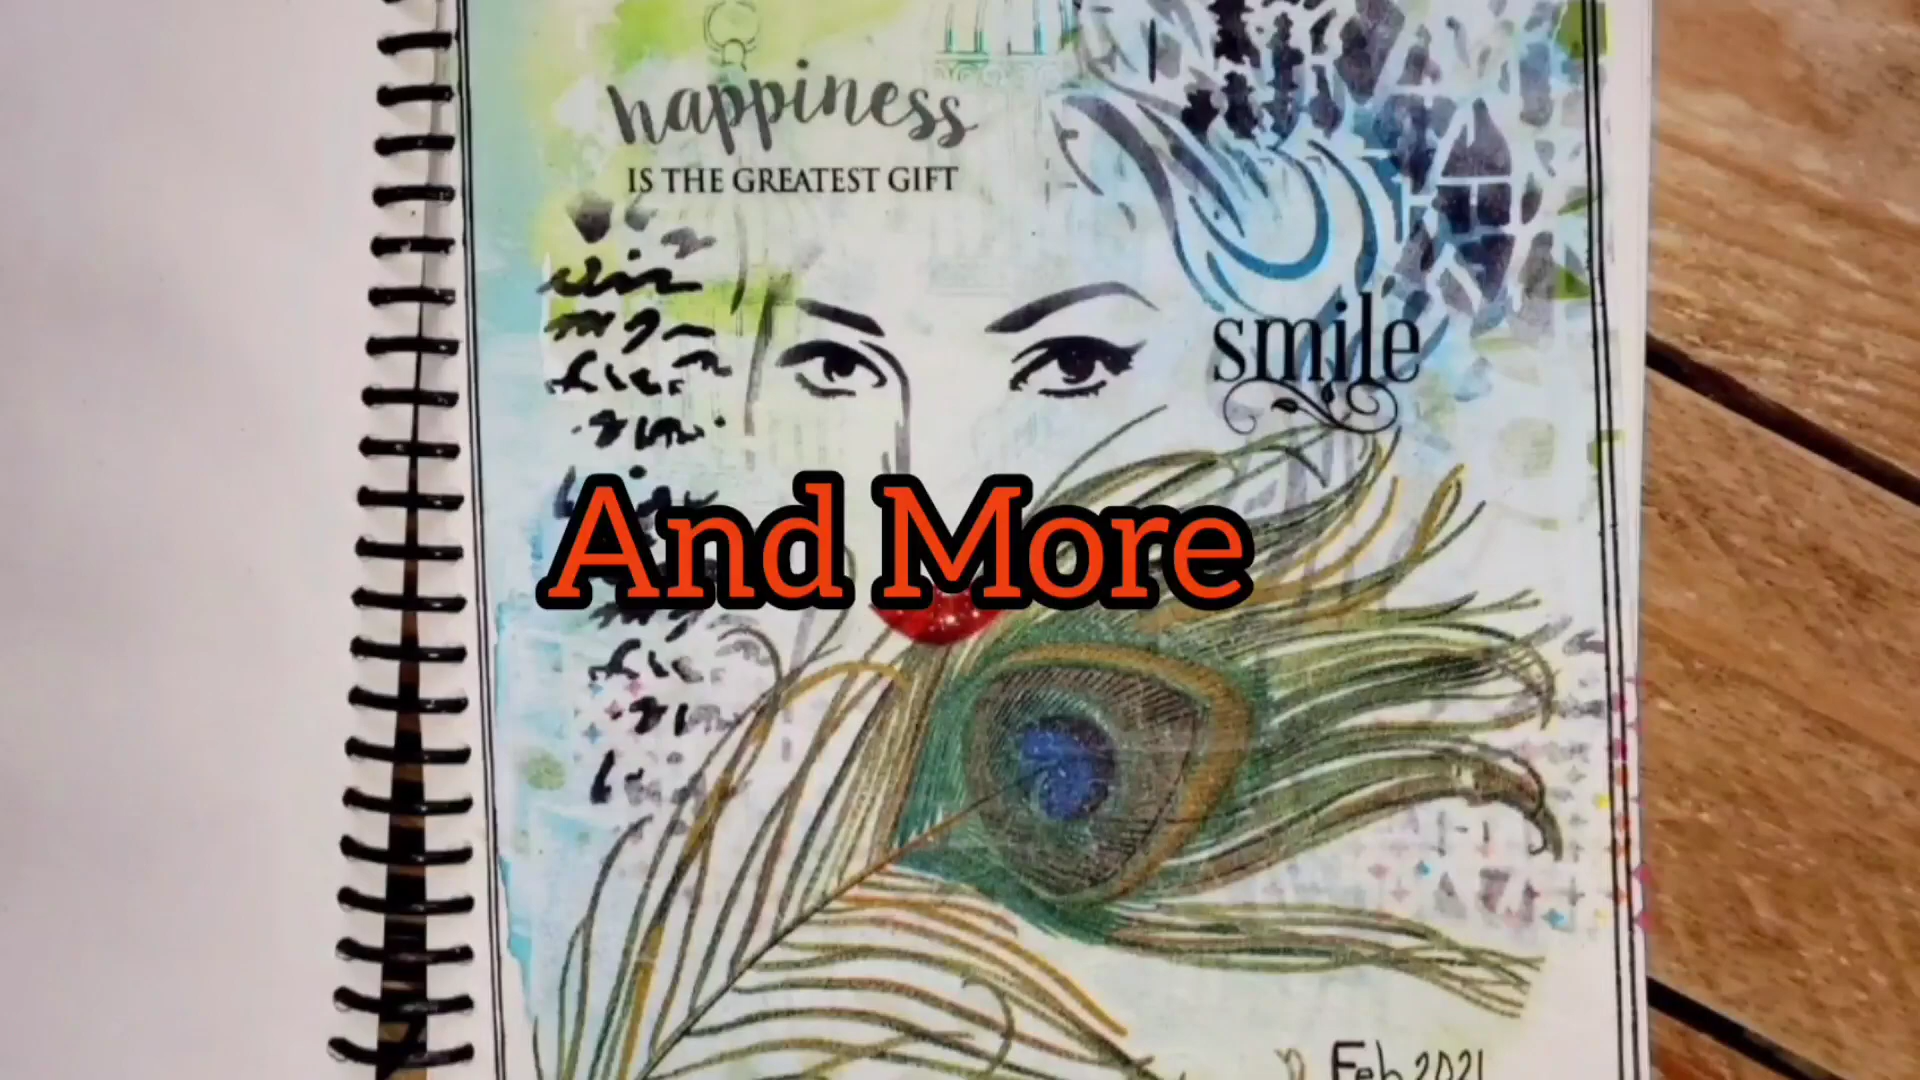 happiness
IS THE GREATEST GIFT
smile
And More
Feb 2021